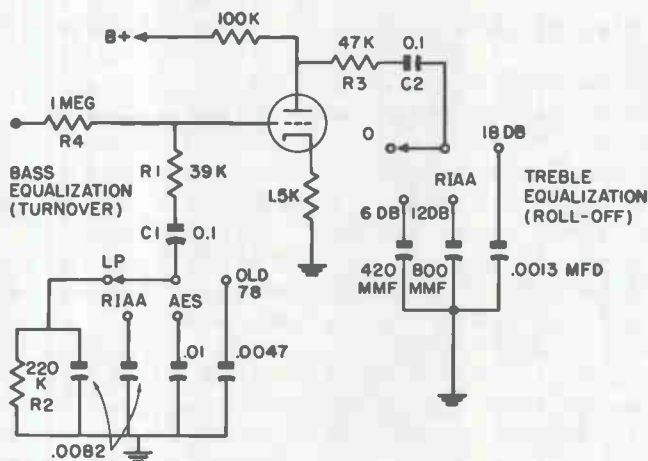 100K
B+
47K
0.1
R3
C2
1 MEG
R4
0
18 DB
BASS
EQUALIZATION
(TURNOVER)
R1
39K
1.5K
RIAA
TREBLE
EQUALIZATION
(ROLL-OFF)
6 DB
12DB
C1
0.1
LP
OLD
78
RIAA
AES
420
MMF
800
MMF
.0013 MFD
220
K
R2
.01
.0047
.0082